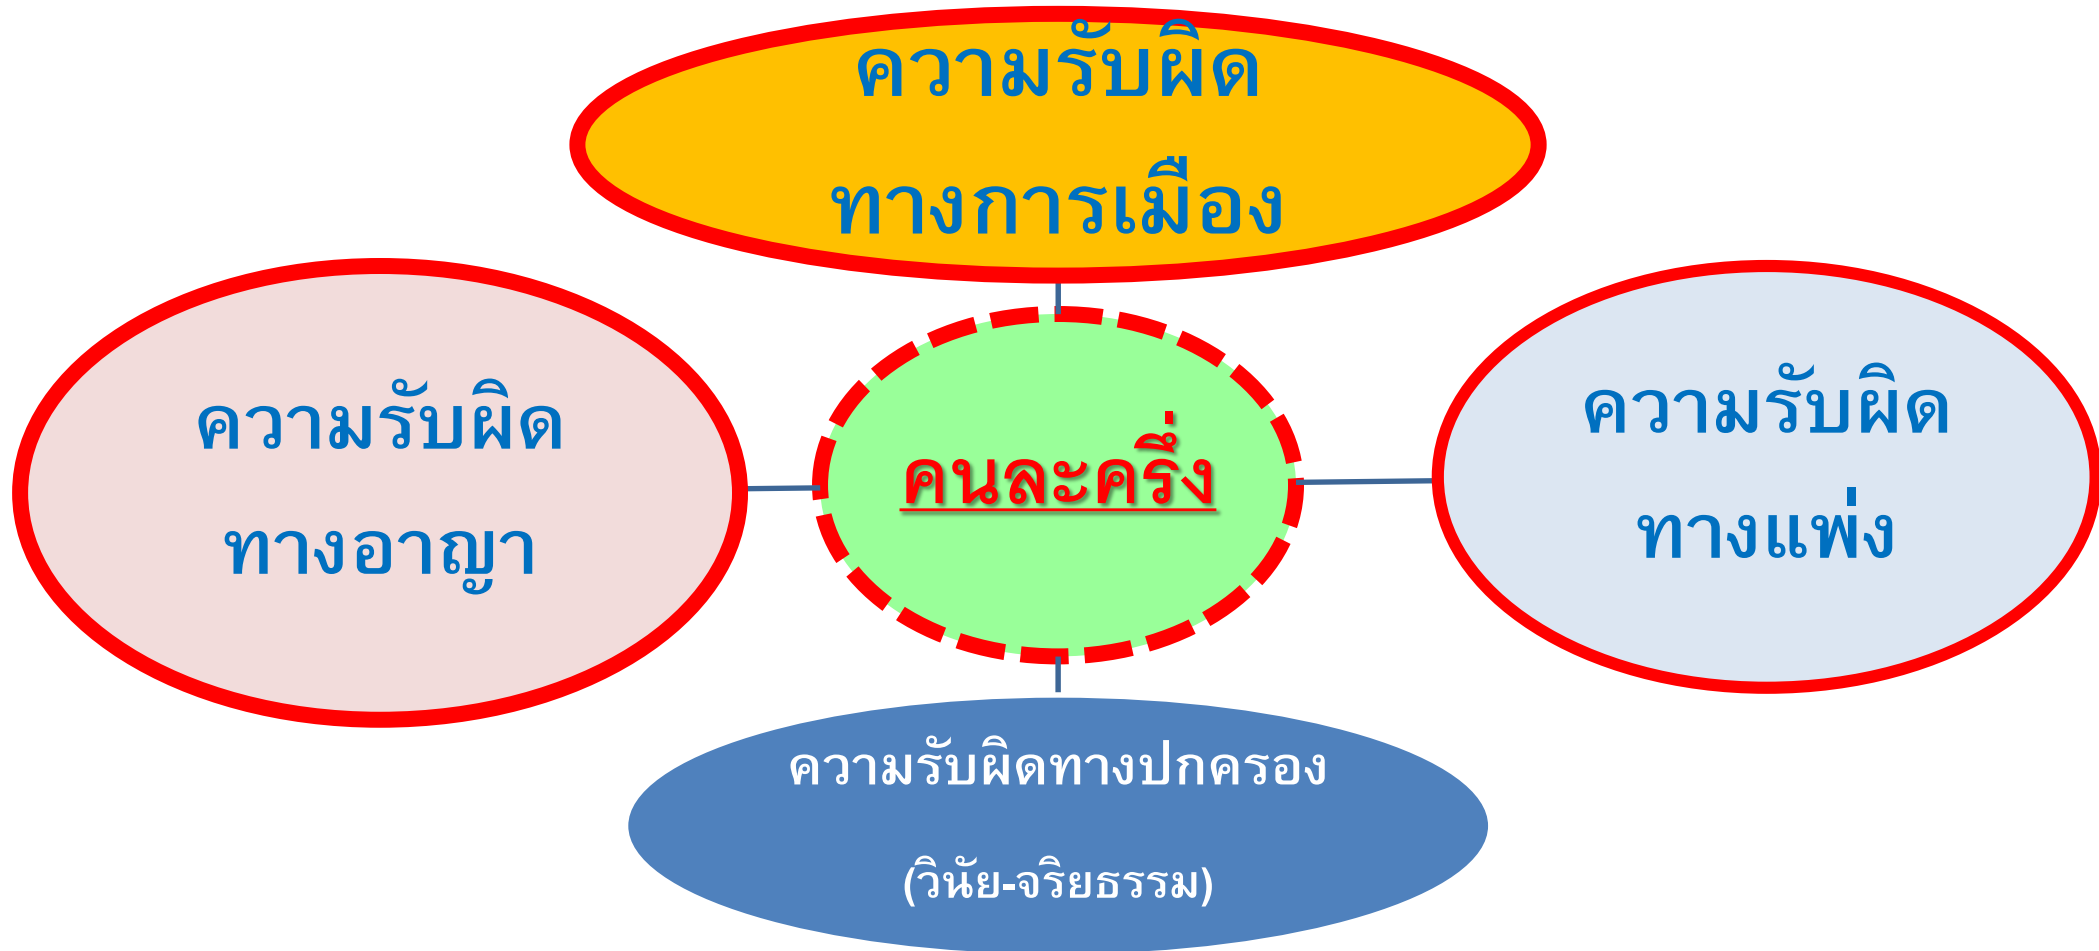 ความรับผิด
ทางการเมือง
ความรับผิด
ทางอาญา
คนละครึ่ง
ความรับผิด
ทางแพ่ง
ความรับผิดทางปกครอง
(วินัย-จริยธรรม)